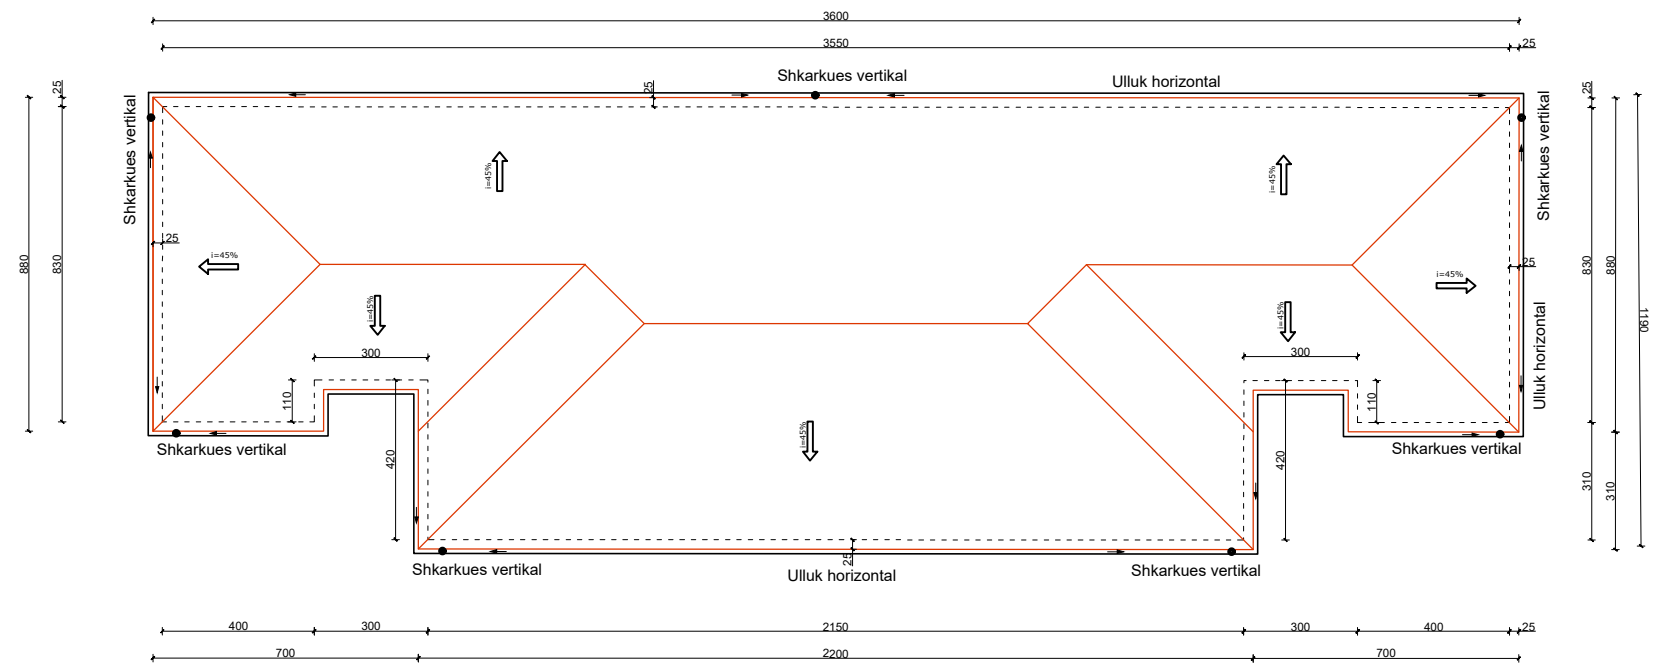 3600
3550
25
Shkarkues vertikal
Ulluk horizontal
25
25
25
880
830
Shkarkues vertikal
25
i=45%
i=45%
i=45%
i=45%
Shkarkues vertikal
25
i=45%
830
880
1190
i=45%
Ulluk horizontal
300
300
110
110
i=45%
420
420
Shkarkues vertikal
Shkarkues vertikal
310
310
25
Shkarkues vertikal
Ulluk horizontal
Shkarkues vertikal
400
300
2150
300
400
25
700
2200
700